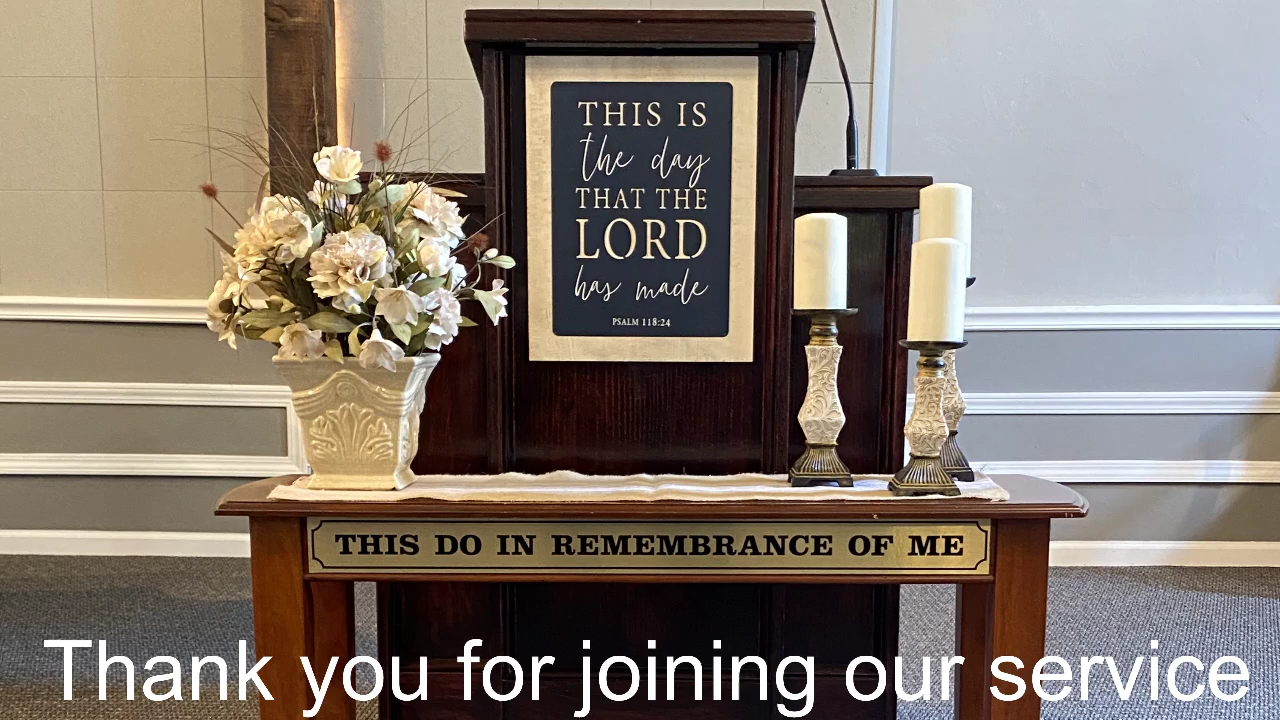 THIS IS
the day
THAT THE
LORD
has made
PSALM 118:24
THIS DO IN REMEMBRANCE OF ME
Thank you for joining our service